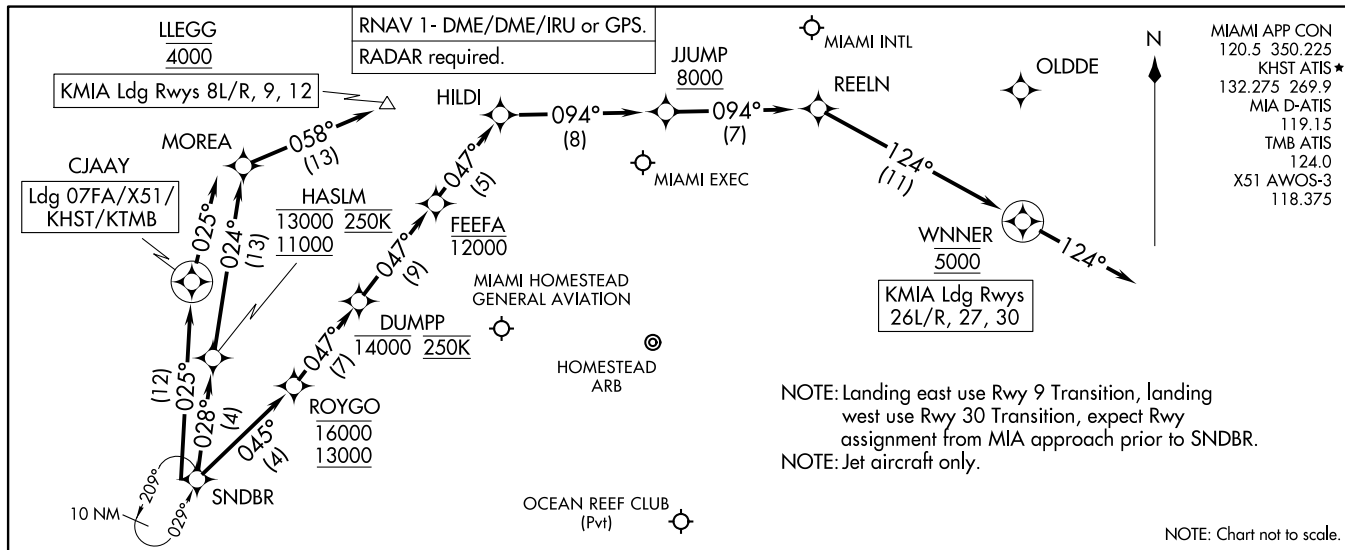 LLEGG
4000
KMIA Ldg Rwys 8L/R, 9, 12
RNAV 1- DME/DME/IRU or GPS.
RADAR required.
MIAMI INTL
MIAMI APP CON
120.5 350.225
KHST ATIS ★
132.275 269.9
MIA D-ATIS
119.15
TMB ATIS
124.0
X51 AWOS-3
118.375
N
JJUMP
8000
HILDI
REELN
OLDDE
094°
(8)
094°
(7)
MOREA
058°
(13)
CJAAY
Ldg 07FA/X51/
KHST/KTMB
025°
024°
(13)
HASLM
13000 250K
11000
047°
(5)
MIAMI EXEC
124°
(11)
FEEFA
12000
WNNER
5000
124°
KMIA Ldg Rwys
26L/R, 27, 30
047°
(9)
MIAMI HOMESTEAD
GENERAL AVIATION
DUMPP
14000 250K
HOMESTEAD
ARB
047°
(7)
(12)
025°
028°
(4)
ROYGO
16000
13000
045°
(4)
SNDBR
209°
029°
10 NM
OCEAN REEF CLUB
(Pvt)
NOTE: Landing east use Rwy 9 Transition, landing
west use Rwy 30 Transition, expect Rwy
assignment from MIA approach prior to SNDBR.
NOTE: Jet aircraft only.
NOTE: Chart not to scale.